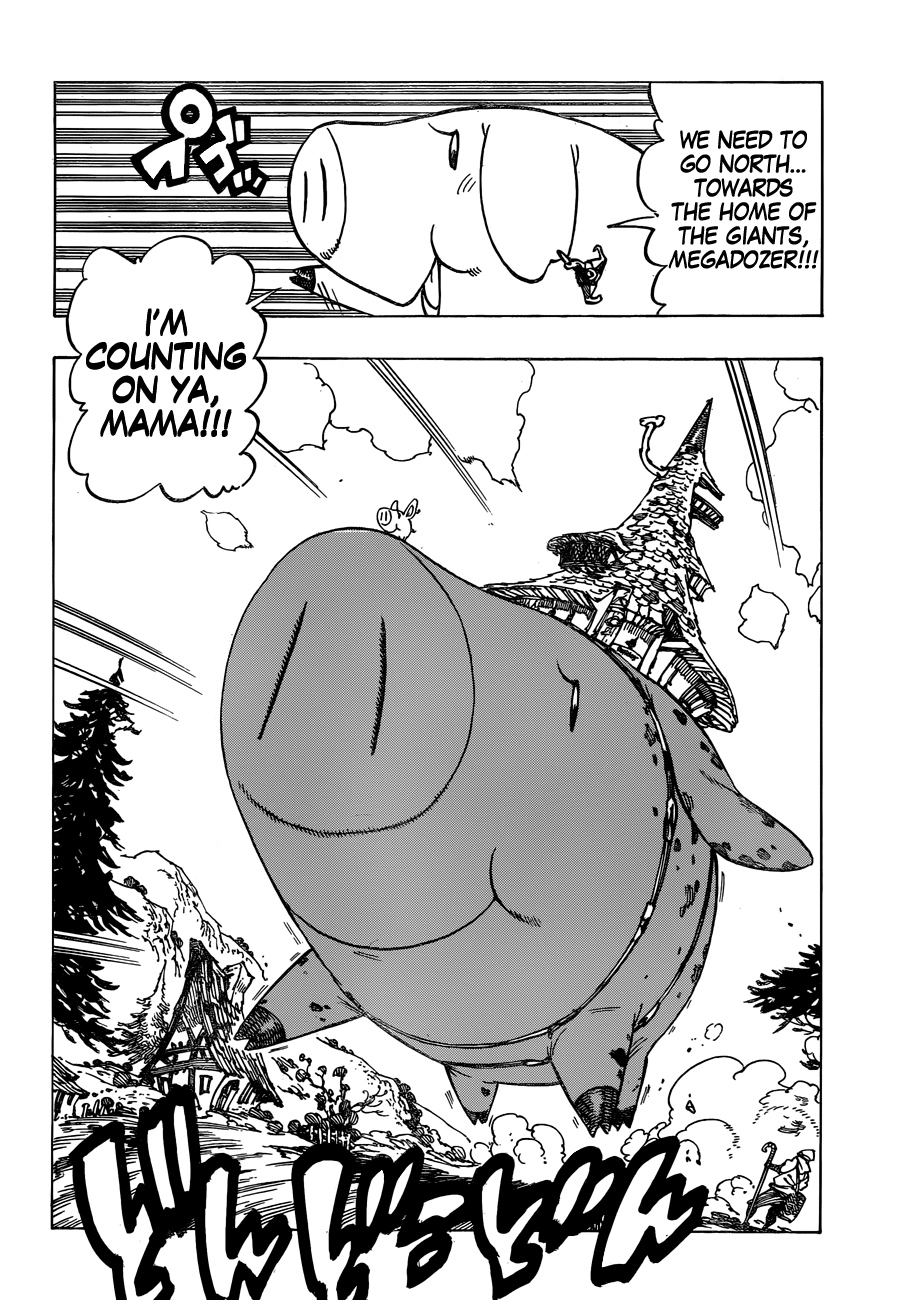 WE NEED TO
GO NORTH...
TOWARDS
THE HOME OF
THE GIANTS,
MEGADOZER!!!
I'M
COUNTING
ON YA,
MAMA!!!